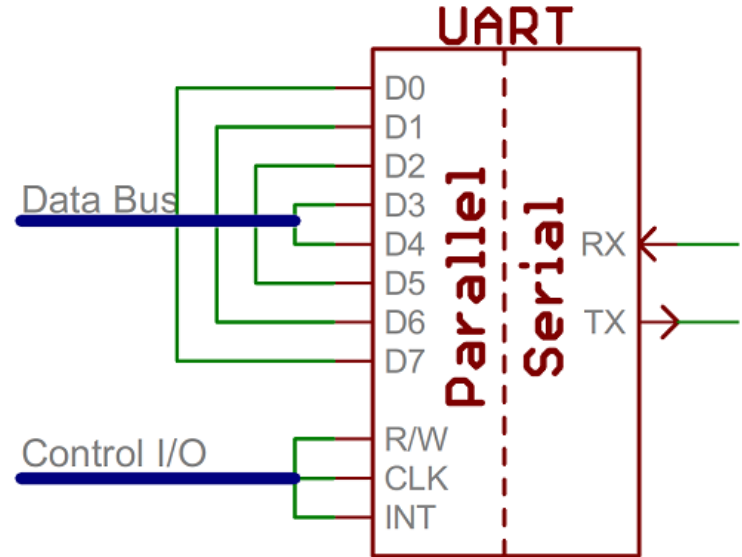 UART
D0
D1
D2
Data Bus
D3
D4
D5
D6
D7
Parallel
Serial
RX
TX
Control I/O
R/W
CLK
INT